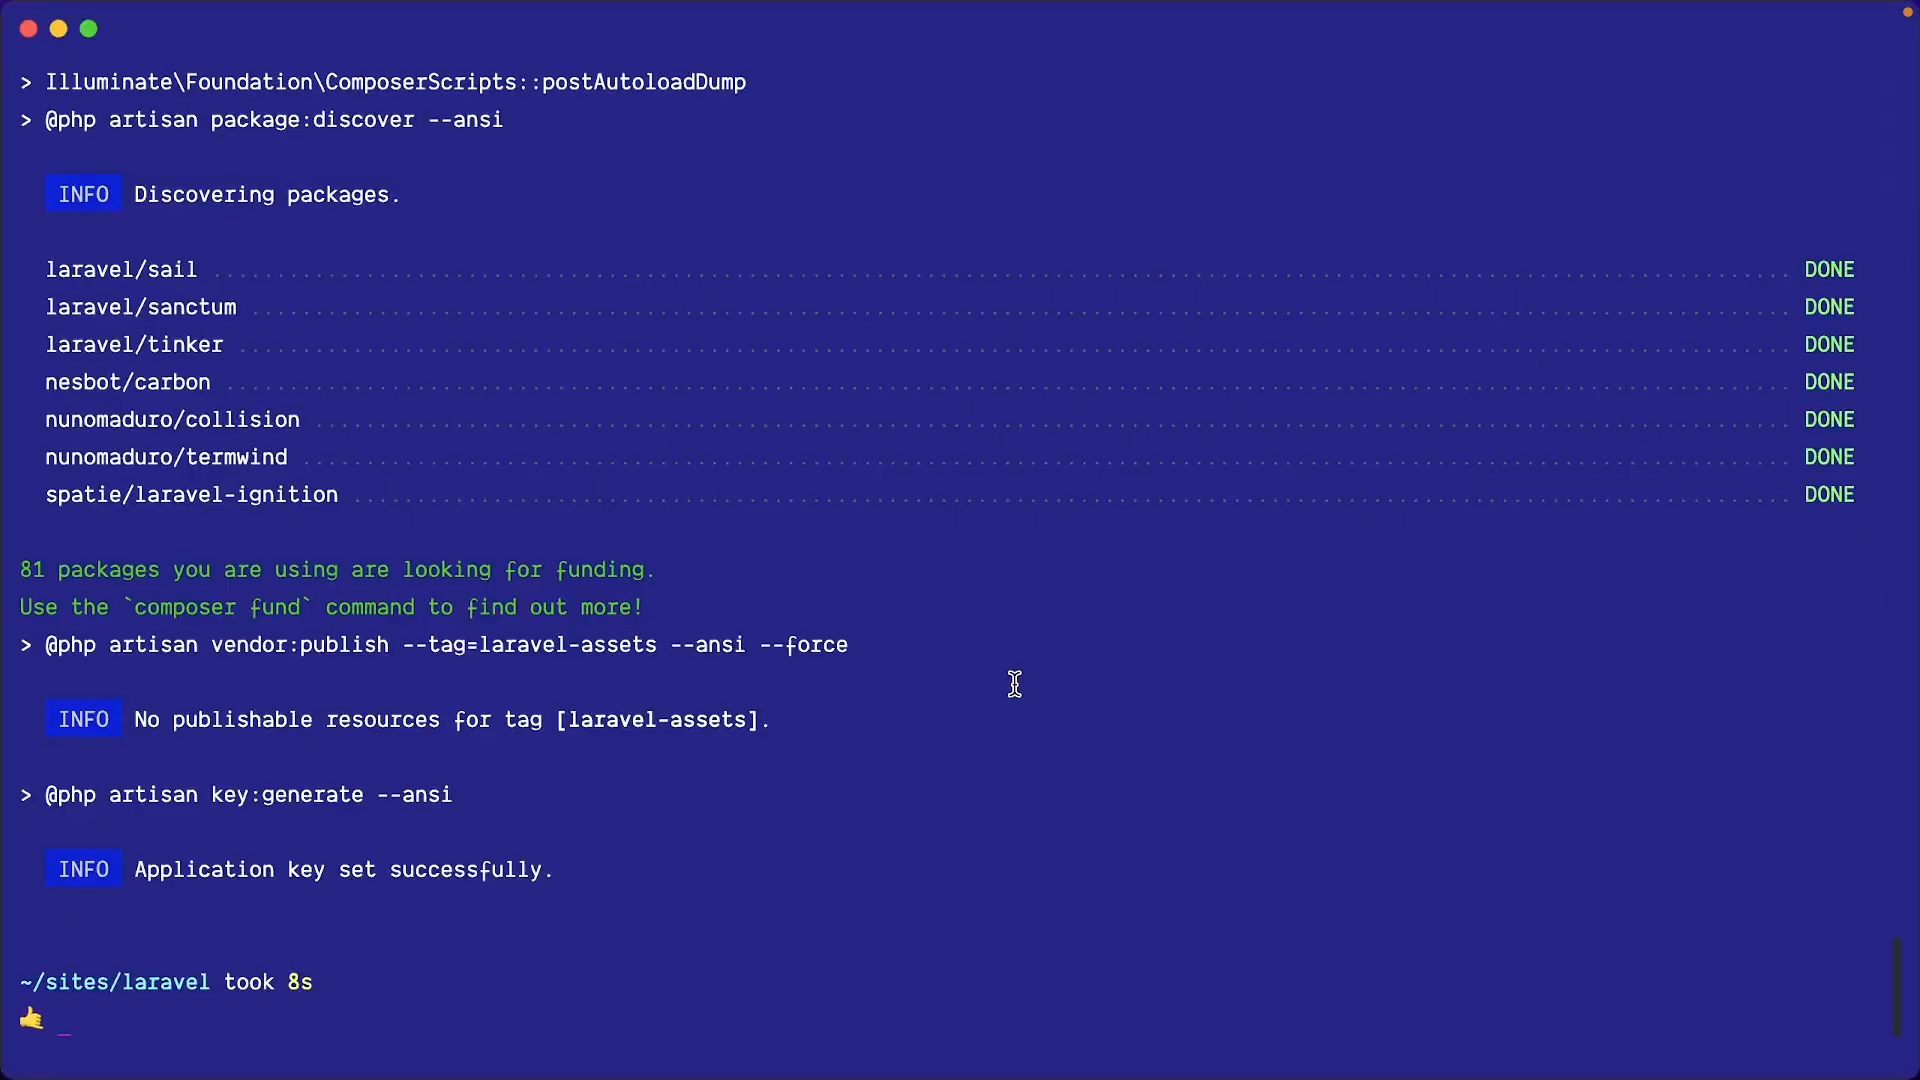 > Illuminate\Foundation\ComposerScripts::postAutoloadDump
> @php artisan package:discover --ansi
INFO Discovering packages.
laravel/sail ........................................ DONE
laravel/sanctum ........................................ DONE
laravel/tinker ........................................ DONE
nesbot/carbon ........................................ DONE
nunomaduro/collision ........................................ DONE
nunomaduro/termwind ........................................ DONE
spatie/laravel-ignition ........................................ DONE
81 packages you are using are looking for funding.
Use the `composer fund` command to find out more!
> @php artisan vendor:publish --tag=laravel-assets --ansi --force
INFO No publishable resources for tag [laravel-assets].
> @php artisan key:generate --ansi
INFO Application key set successfully.
~/sites/laravel took 8s
🤙 _